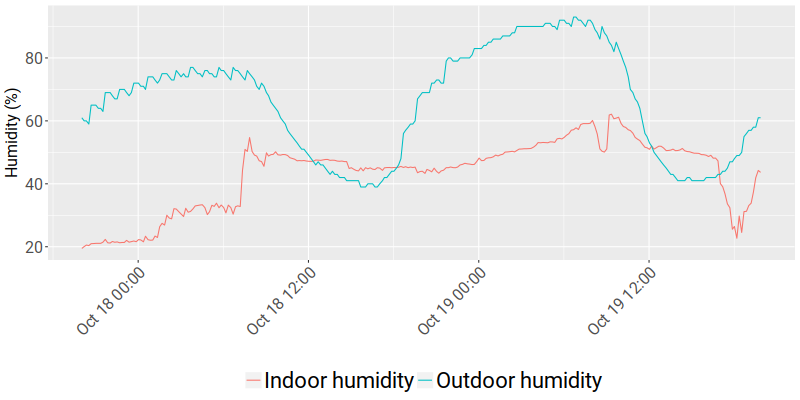 Humidity (%)
80
60
40
20
Oct 18 00:00
Oct 18 12:00
Oct 19 00:00
Oct 19 12:00
Indoor humidity Outdoor humidity